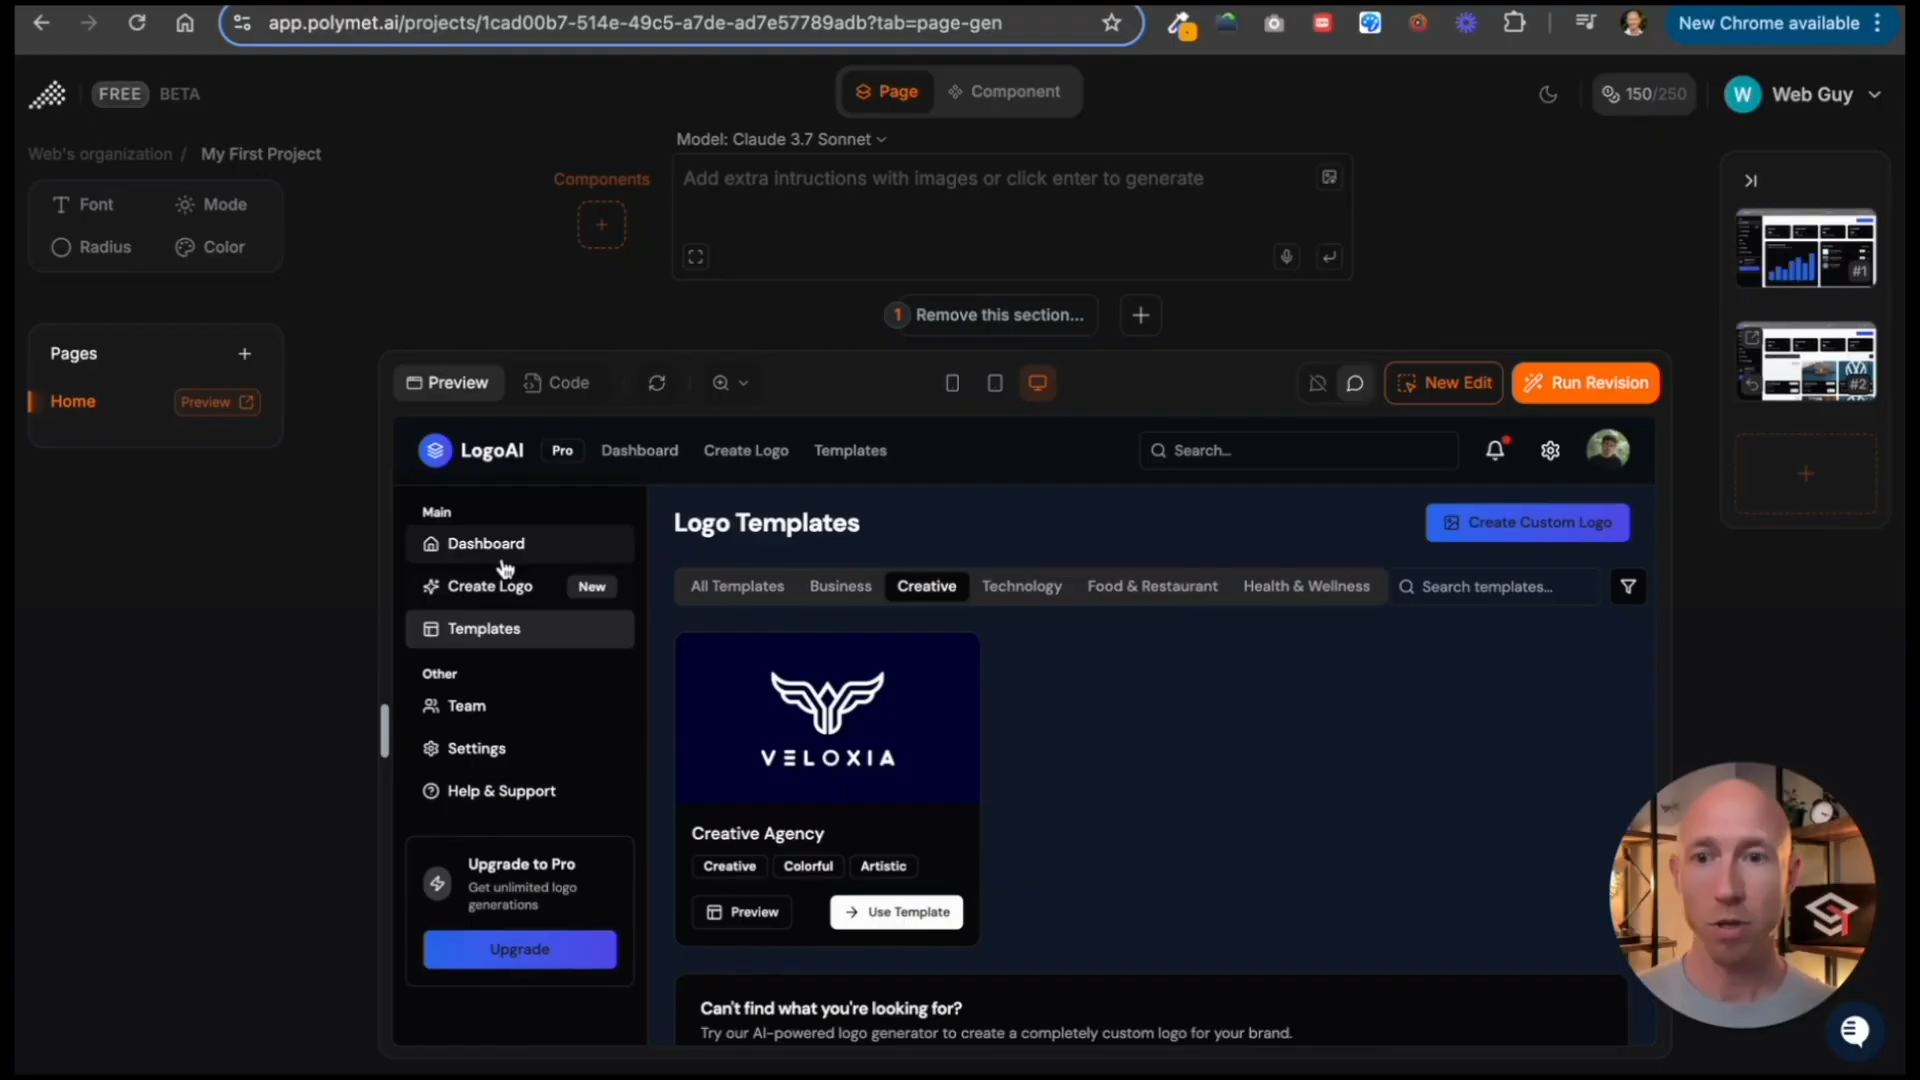 app.polymet.ai/projects/1cad00b7-514e-49c5-a7de-ad7e57789adb?tab=page-gen
New Chrome available
FREE
BETA
Page
Component
150/250
W
Web Guy
Web's organization / My First Project
Model: Claude 3.7 Sonnet
Font
Mode
Radius
Color
Components
Add extra intructions with images or click enter to generate
#1
#2
1 Remove this section...
Pages
Home
Preview
Preview
Code
New Edit
Run Revision
LogoAI
Pro
Dashboard
Create Logo
Templates
Search...
Main
Dashboard
Create Logo
New
Templates
Other
Team
Settings
Help & Support
Upgrade to Pro
Get unlimited logo
generations
Upgrade
Logo Templates
Create Custom Logo
All Templates
Business
Creative
Technology
Food & Restaurant
Health & Wellness
Search templates...
VELOXIA
Creative Agency
Creative
Colorful
Artistic
Preview
Use Template
Can't find what you're looking for?
Try our AI-powered logo generator to create a completely custom logo for your brand.